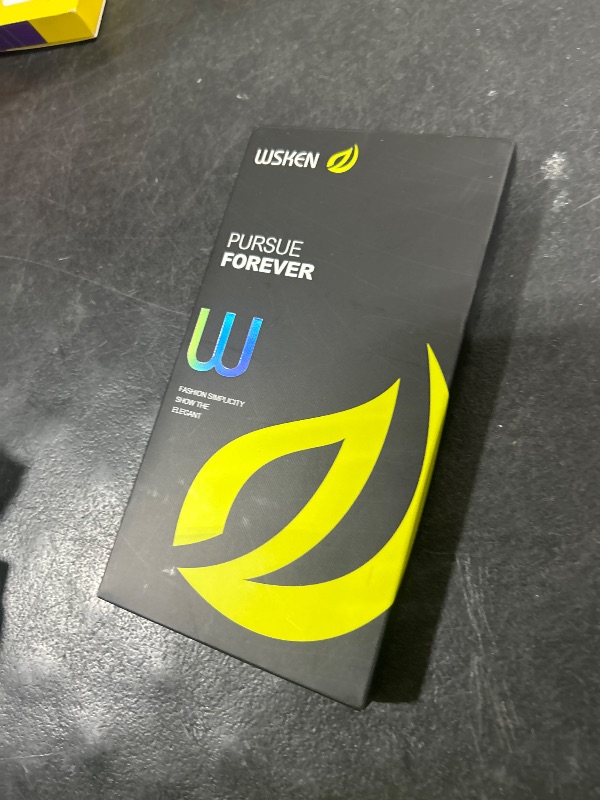 WSKEN
PURSUE
FOREVER
W
FASHION SIMPLICITY
SHOW THE
ELEGANT